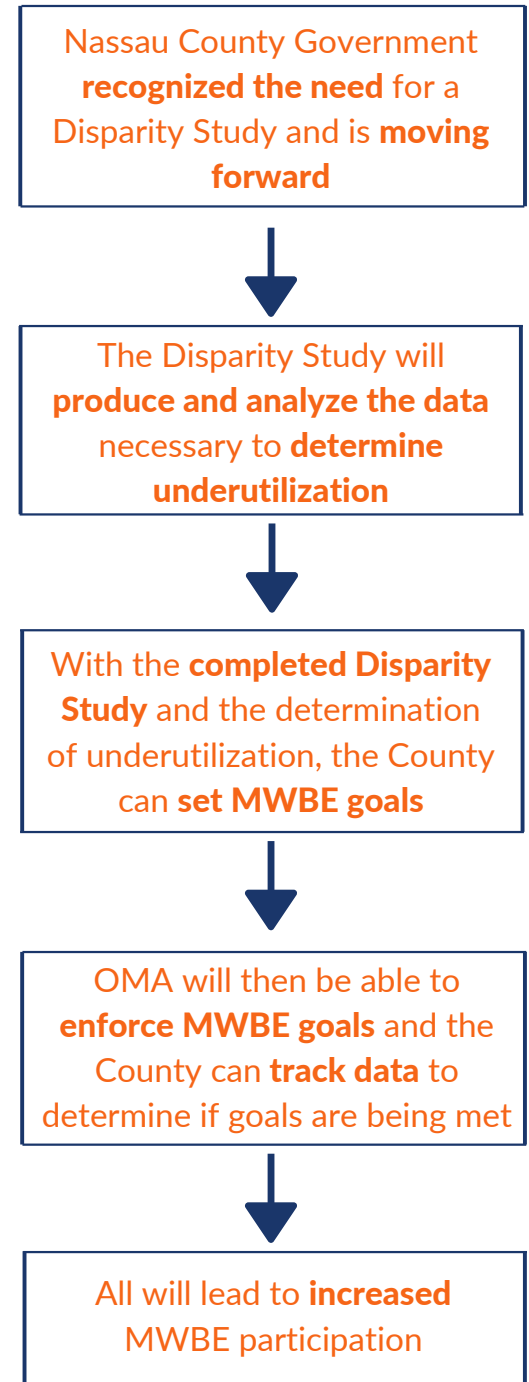 Nassau County Government
recognized the need for a
Disparity Study and is moving
forward
The Disparity Study will
produce and analyze the data
necessary to determine
underutilization
With the completed Disparity
Study and the determination
of underutilization, the County
can set MWBE goals
OMA will then be able to
enforce MWBE goals and the
County can track data to
determine if goals are being met
All will lead to increased
MWBE participation